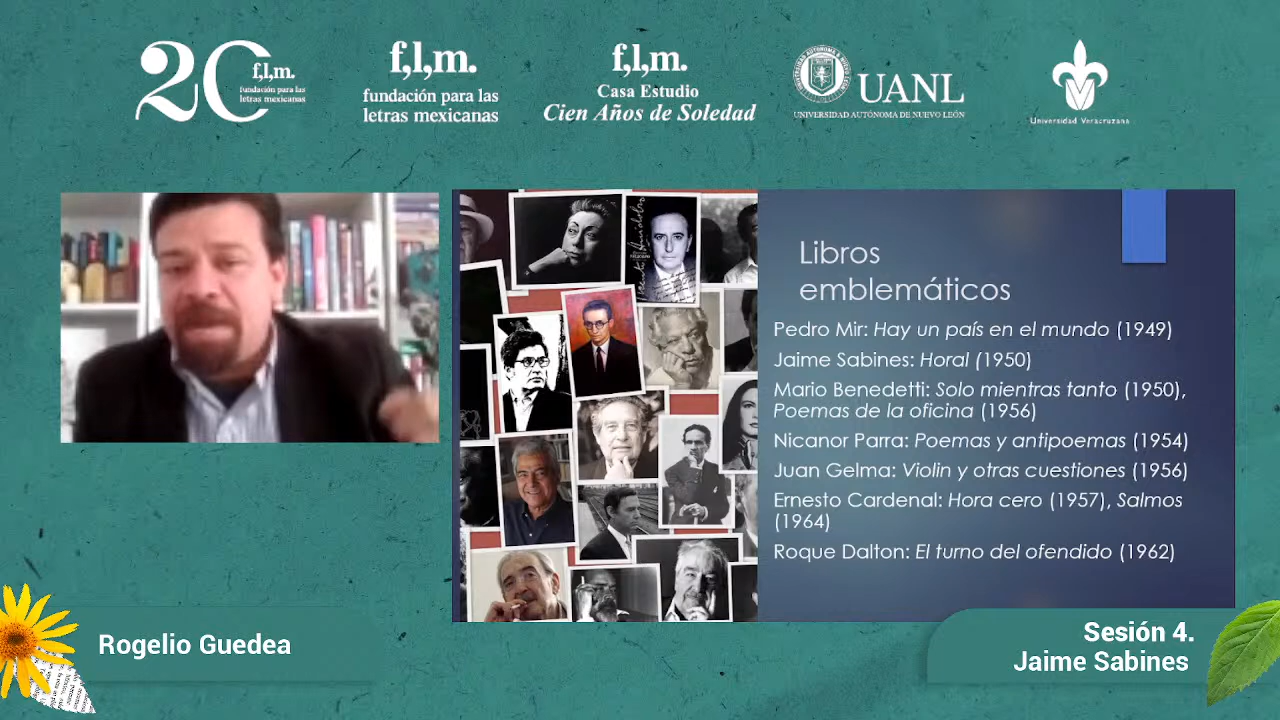 20 f,l,m.
fundación para las
letras mexicanas
f,l,m.
fundación para las
letras mexicanas
f,l,m.
Casa Estudio
Cien Años de Soledad
UANL
UNIVERSIDAD AUTÓNOMA DE NUEVO LEÓN
Universidad Veracruzana
Libros
emblemáticos
Pedro Mir: Hay un país en el mundo (1949)
Jaime Sabines: Horal (1950)
Mario Benedetti: Solo mientras tanto (1950),
Poemas de la oficina (1956)
Nicanor Parra: Poemas y antipoemas (1954)
Juan Gelma: Violin y otras cuestiones (1956)
Ernesto Cardenal: Hora cero (1957), Salmos
(1964)
Roque Dalton: El turno del ofendido (1962)
Rogelio Guedea
Sesión 4.
Jaime Sabines